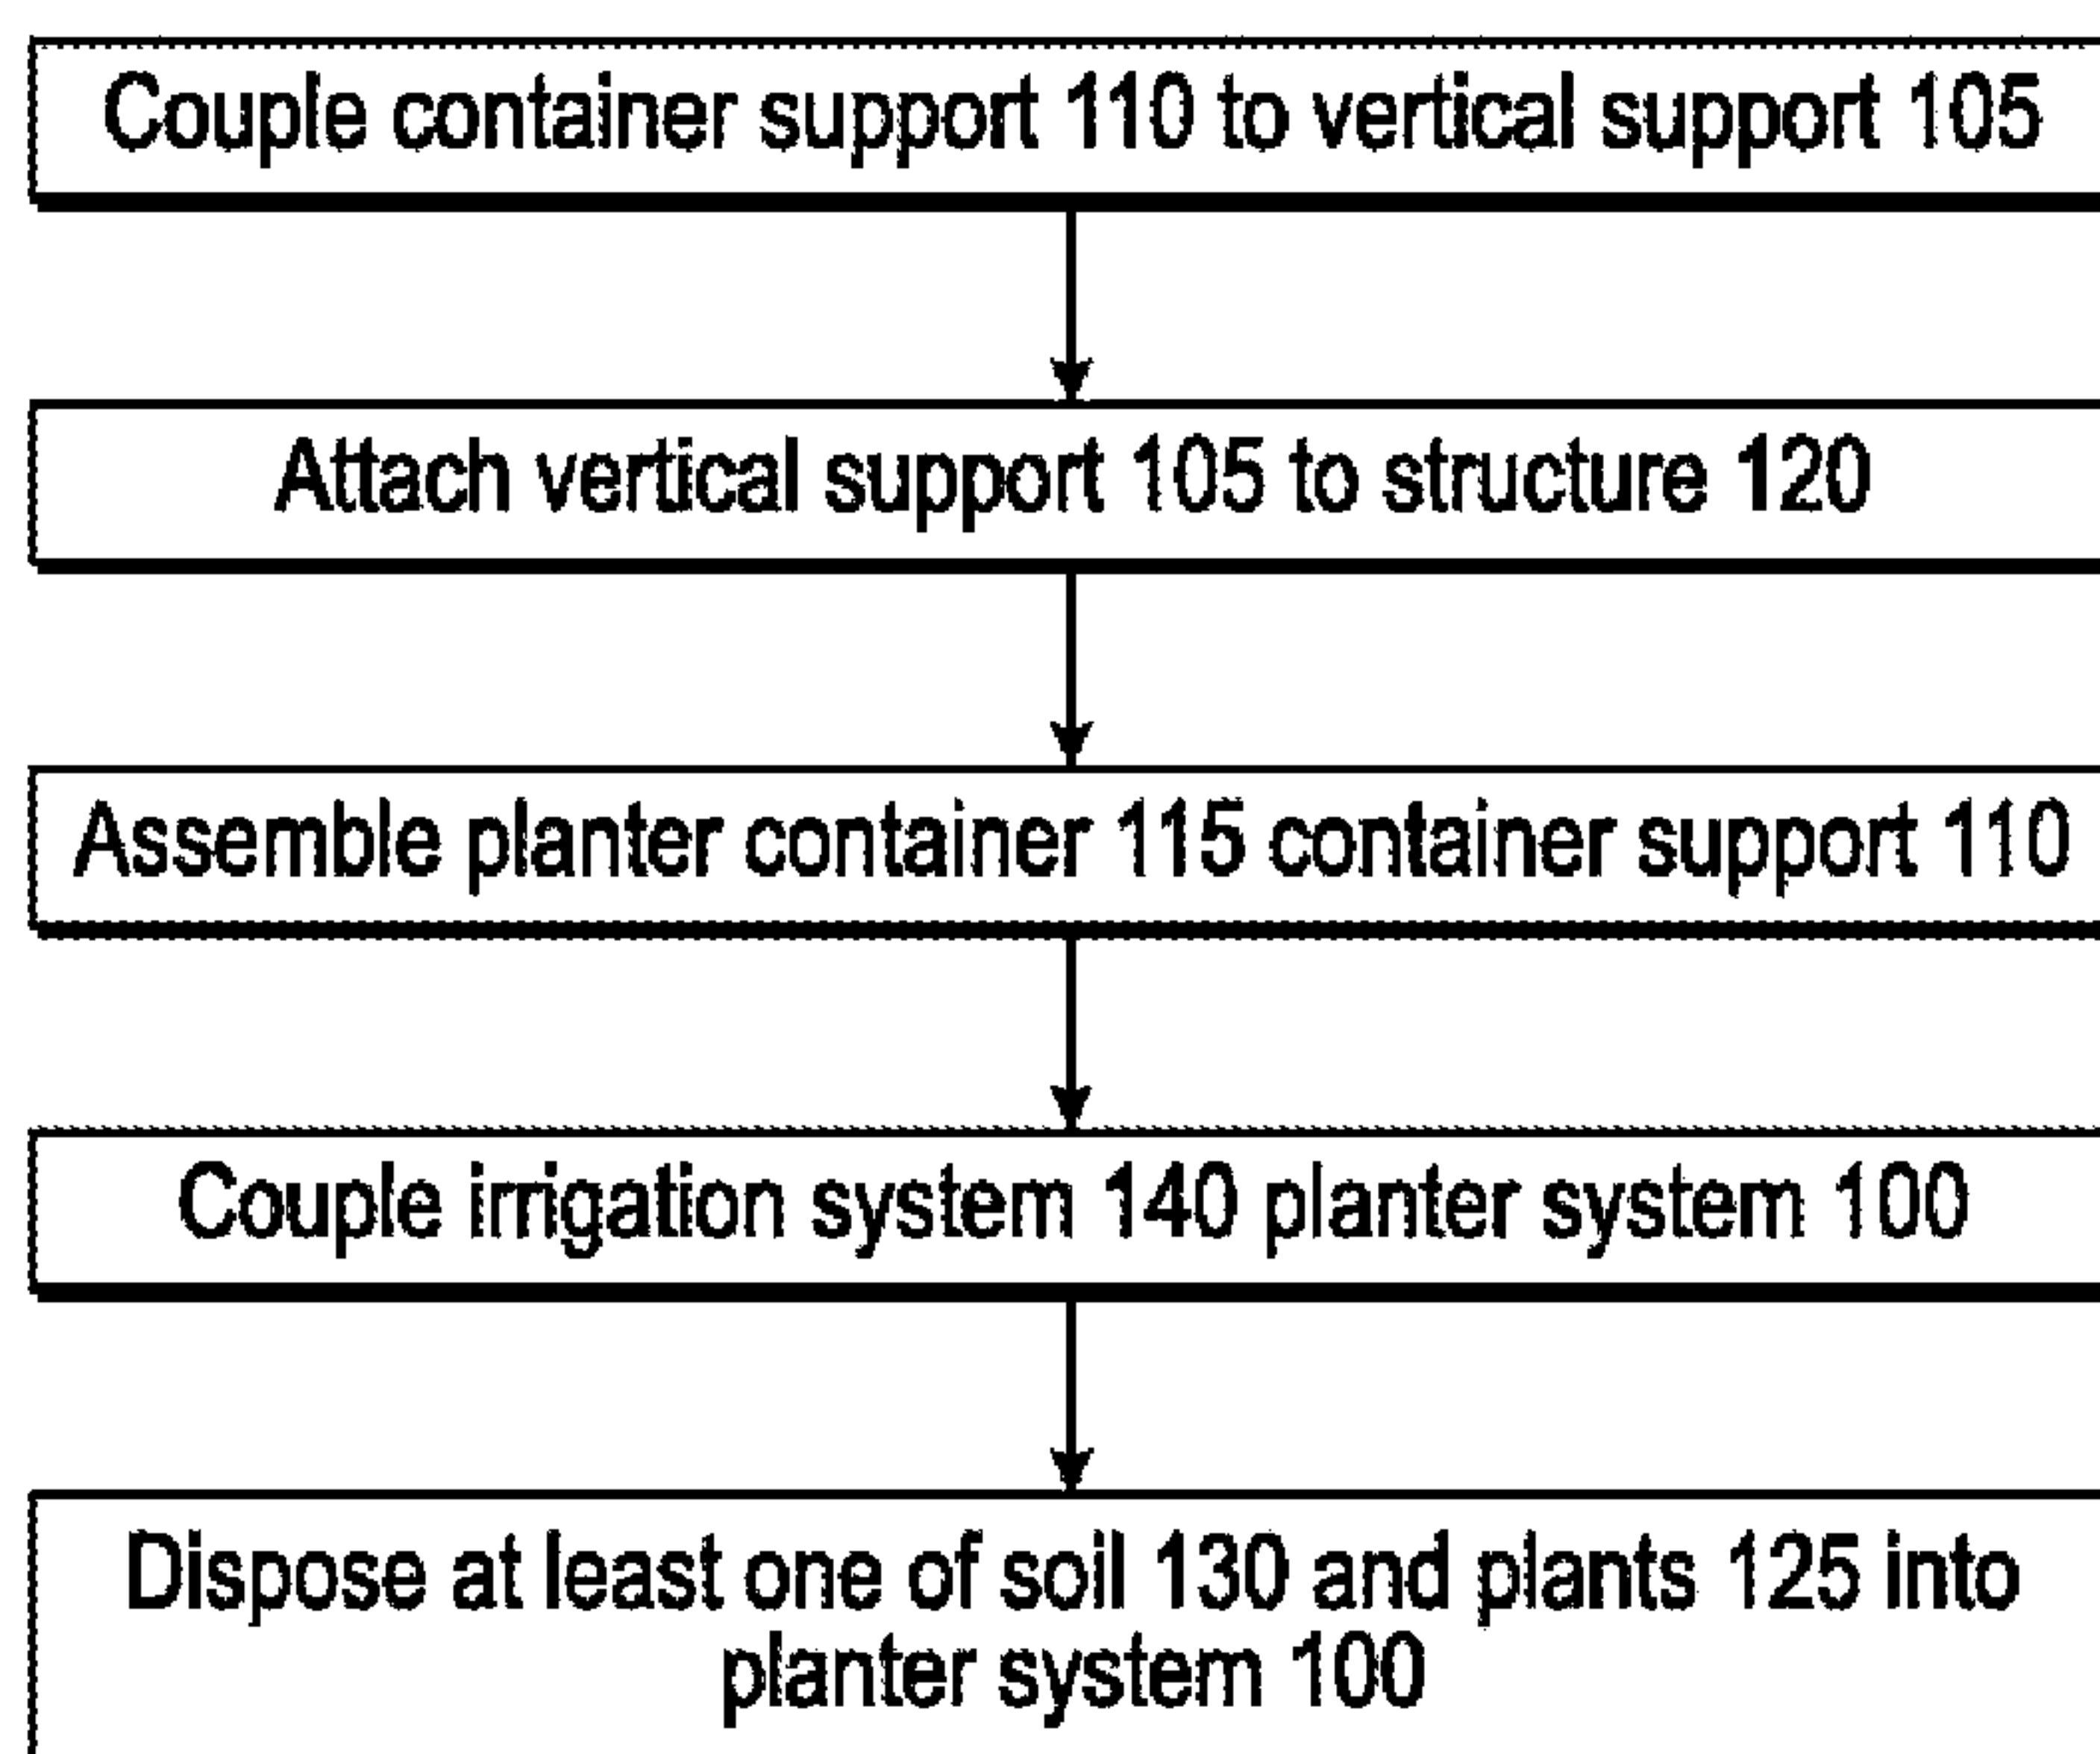 Couple container support 110 to vertical support 105
Attach vertical support 105 to structure 120
Assemble planter container 115 container support 110
Couple irrigation system 140 planter system 100
Dispose at least one of soil 130 and plants 125 into
planter system 100